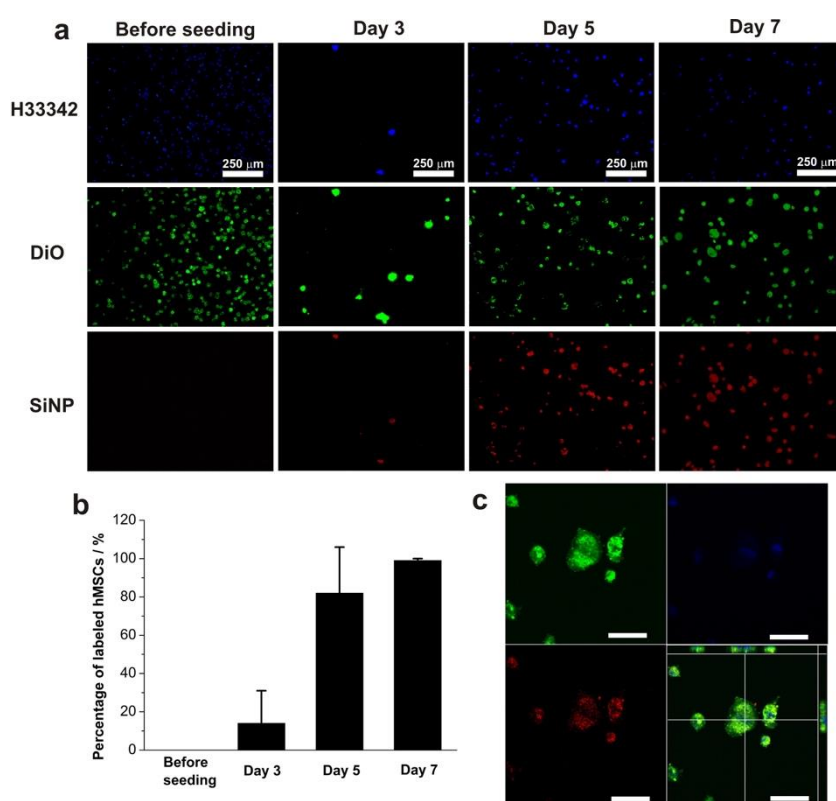 a
Before seeding Day 3 Day 5 Day 7
H33342
250 μm 250 μm 250 μm 250 μm
DiO
SiNP
b
Percentage of labeled hMSCs / %
120
100
80
60
40
20
0
Before seeding Day 3 Day 5 Day 7
c